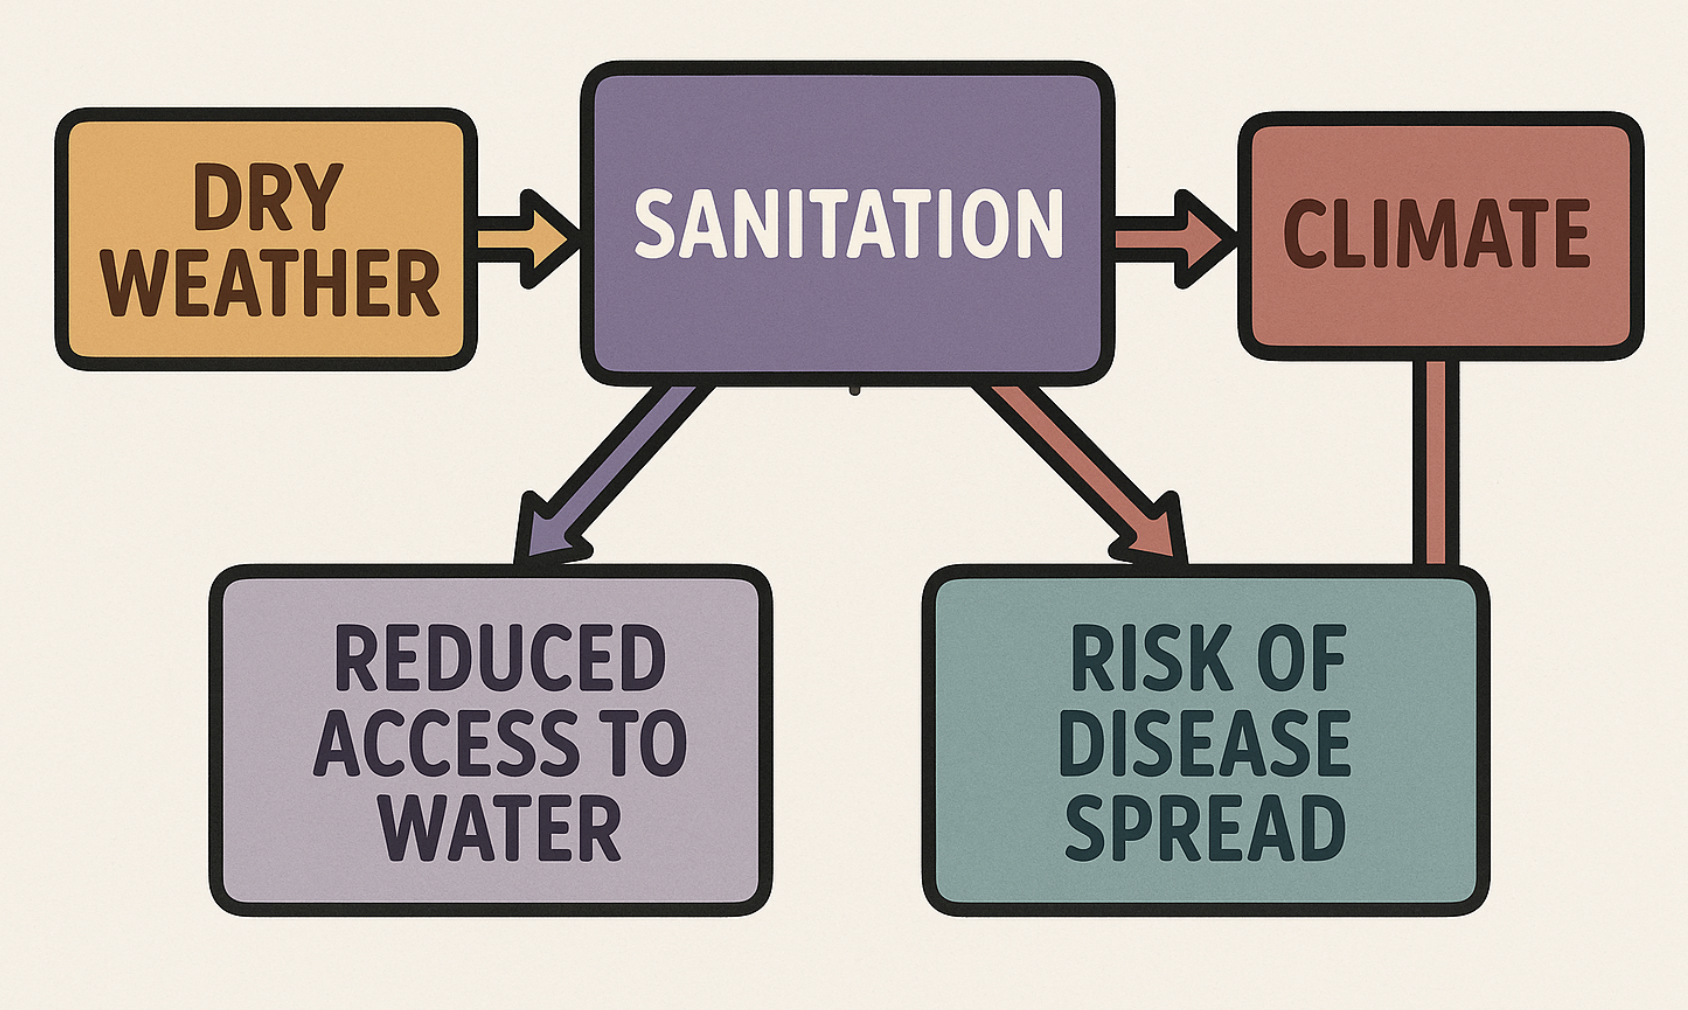 DRY
WEATHER
SANITATION
CLIMATE
REDUCED
ACCESS TO
WATER
RISK OF
DISEASE
SPREAD